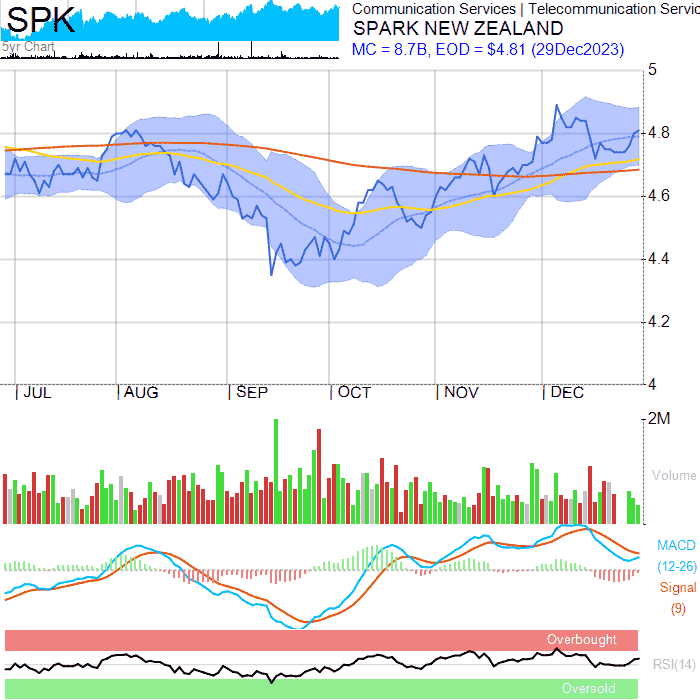 SPK
5yr Chart
Communication Services | Telecommunication Servic
SPARK NEW ZEALAND
MC = 8.7B, EOD = $4.81 (29Dec2023)
5
4.8
4.6
4.4
4.2
4
|JUL |AUG |SEP |OCT |NOV |DEC
2M
Volume
MACD
(12-26)
Signal
(9)
Overbought
RSI(14)
Oversold